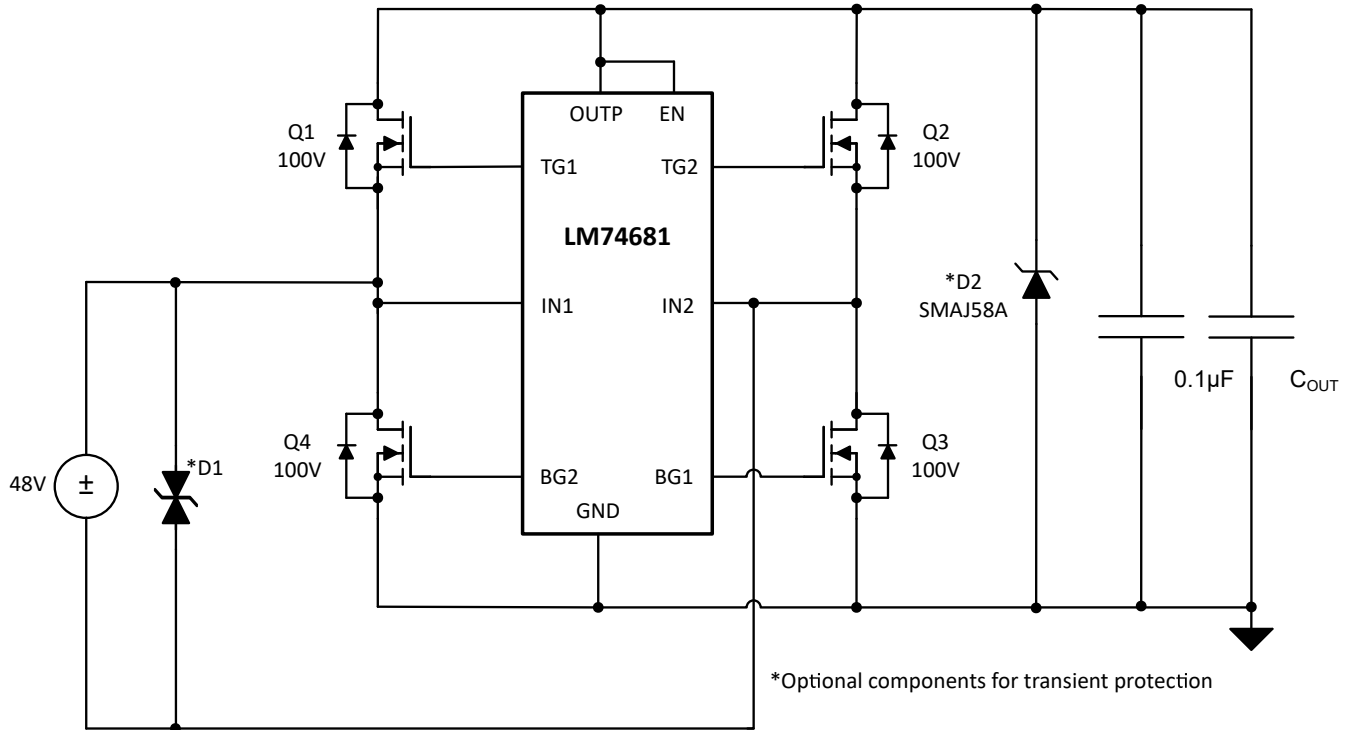 OUTP
EN
Q1
100V
TG1
TG2
Q2
100V
LM74681
IN1
IN2
*D2
SMAJ58A
0.1µF
COUT
48V
±
*D1
Q4
100V
BG2
BG1
Q3
100V
GND
*Optional components for transient protection